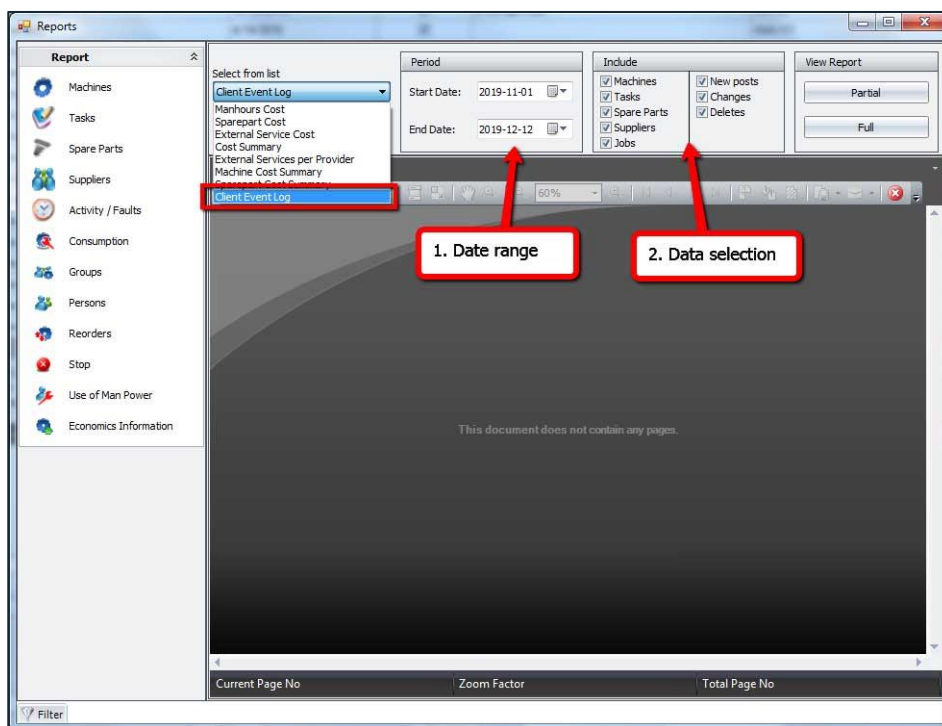 Reports
Report
Machines
Tasks
Spare Parts
Suppliers
Activity / Faults
Consumption
Groups
Persons
Reorders
Stop
Use of Man Power
Economics Information
Select from list
Client Event Log
Manhours Cost
Sparepart Cost
External Service Cost
Cost Summary
External Services per Provider
Machine Cost Summary
Sparepart Cost Summary
Client Event Log
Period
Start Date: 2019-11-01
End Date: 2019-12-12
Include
Machines
Tasks
Spare Parts
Suppliers
Jobs
New posts
Changes
Deletes
View Report
Partial
Full
60%
1. Date range
2. Data selection
This document does not contain any pages.
Current Page No Zoom Factor Total Page No
Filter